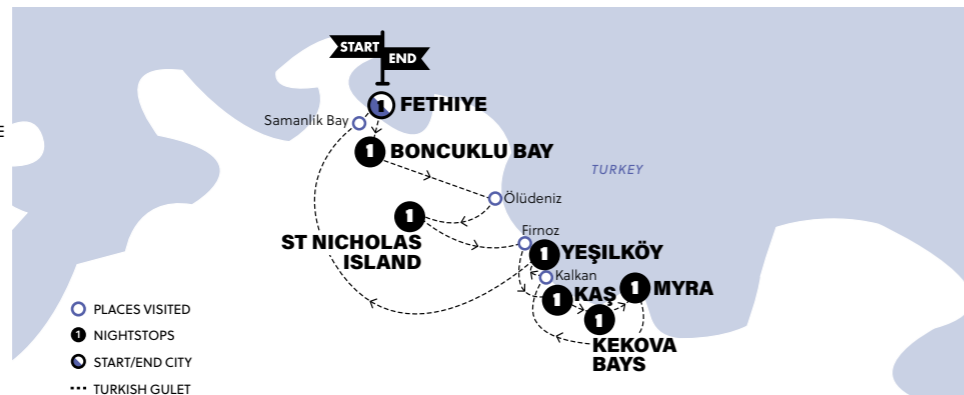 START
END
1
FETHIYE
Samanlik Bay
1
BONCUKLU BAY
TURKEY
Ölüdeniz
1
ST NICHOLAS
ISLAND
Firnoz
1
YEŞILKÖY
Kalkan
1
KAŞ
1
MYRA
1
KEKOVA
BAYS
PLACES VISITED
1 NIGHTSTOPS
START/END CITY
TURKISH GULET
E